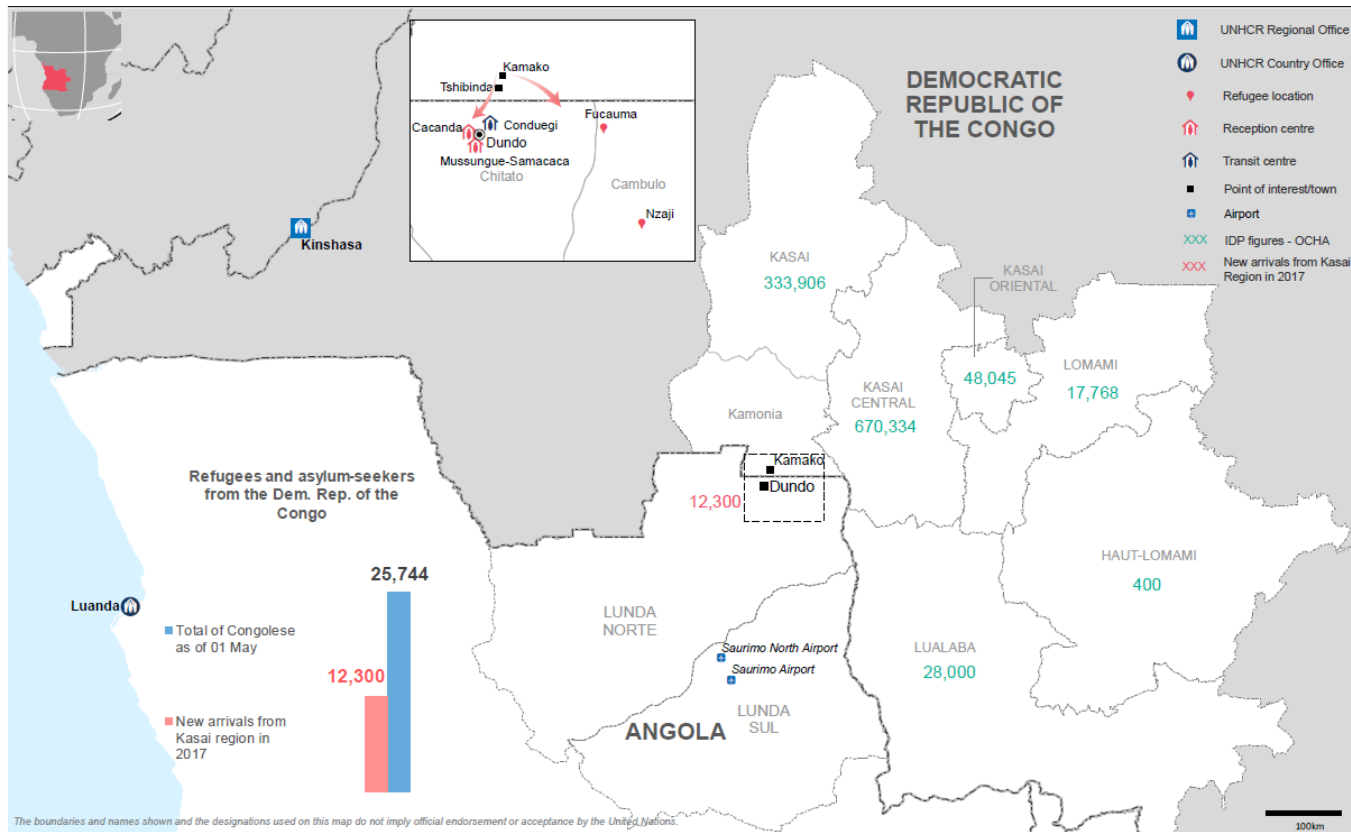 Kamako
Tshibinda
Fucauma
Cacanda
Conduegi
Dundo
Mussungue-Samacaca
Chitato
Cambulo
Nzaji
DEMOCRATIC
REPUBLIC OF
THE CONGO
UNHCR Regional Office
UNHCR Country Office
Refugee location
Reception centre
Transit centre
Point of interest/town
Airport
XXX IDP figures - OCHA
XXX New arrivals from Kasai
Region in 2017
Kinshasa
KASAI
333,906
KASAI
ORIENTAL
48,045
LOMAMI
17,768
KASAI
CENTRAL
670,334
Kamonia
Kamako
Dundo
12,300
HAUT-LOMAMI
400
LUNDA
NORTE
LUALABA
28,000
Saurimo North Airport
Saurimo Airport
LUNDA
SUL
ANGOLA
Luanda
Refugees and asylum-seekers
from the Dem. Rep. of the
Congo
25,744
Total of Congolese
as of 01 May
12,300
New arrivals from
Kasai region in
2017
The boundaries and names shown and the designations used on this map do not imply official endorsement or acceptance by the United Nations.
100km